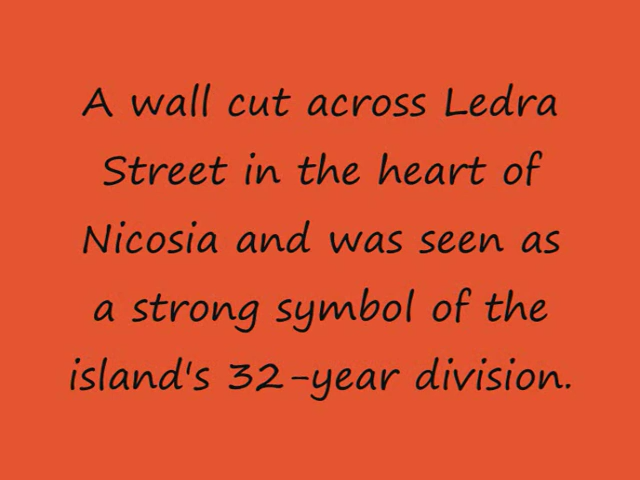 A wall cut across Ledra
Street in the heart of
Nicosia and was seen as
a strong symbol of the
island's 32-year division.